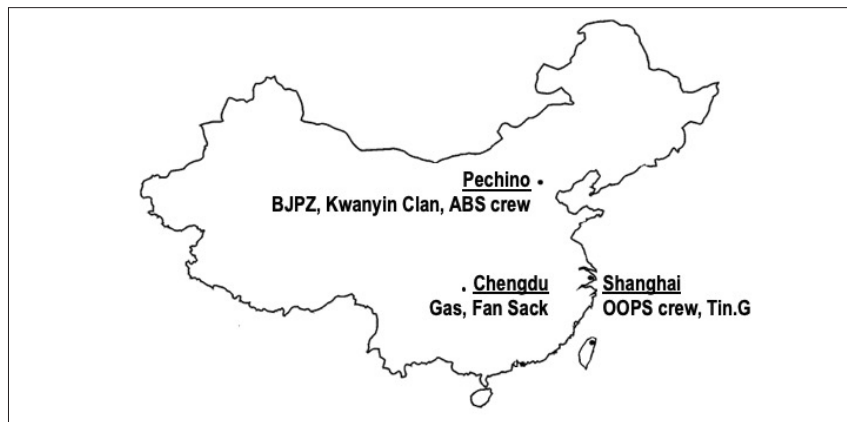 Pechino
BJPZ, Kwanyin Clan, ABS crew
Chengdu
Gas, Fan Sack
Shanghai
OOPS crew, Tin.G